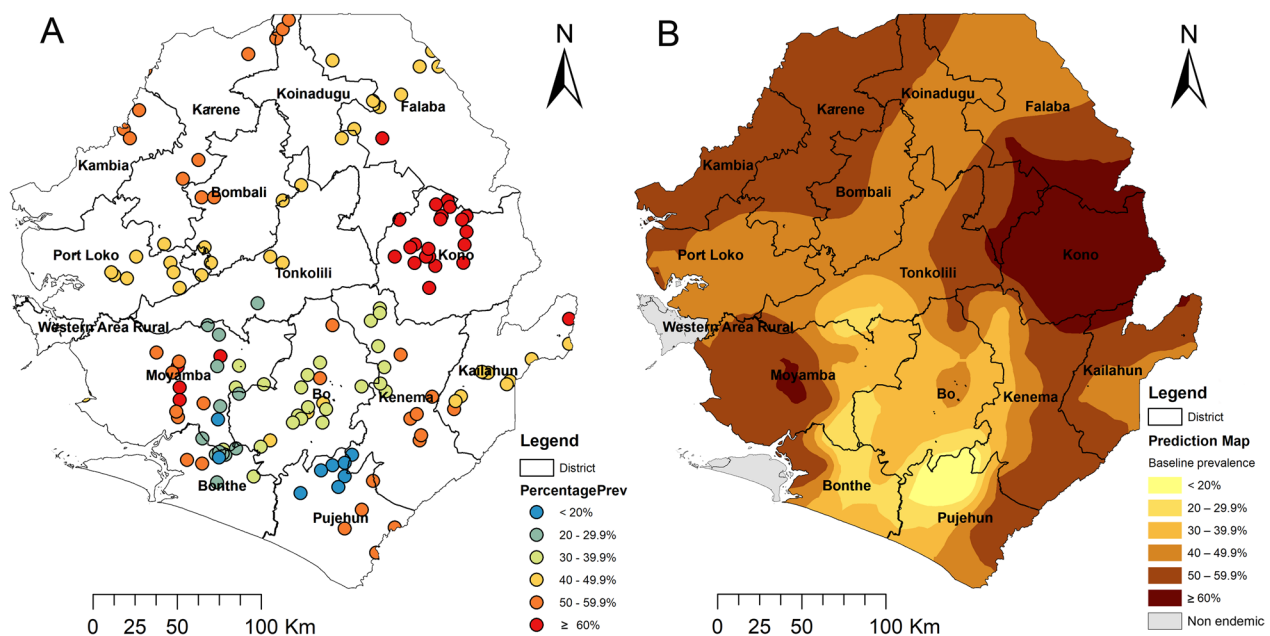 A
N
Koinadugu
Karene
Falaba
Kambia
Bombali
Port Loko
Kono
Tonkolili
Western Area Rural
Moyamba
Kailahun
Bo
Kenema
Bonthe
Pujehun
Legend
District
PercentagePrev
< 20%
20 - 29.9%
30 - 39.9%
40 - 49.9%
50 - 59.9%
≥ 60%
0 25 50 100 Km
B
N
Koinadugu
Karene
Falaba
Kambia
Bombali
Port Loko
Kono
Tonkolili
Western Area Rural
Moyamba
Kailahun
Bo
Kenema
Bonthe
Pujehun
Legend
District
Prediction Map
Baseline prevalence
< 20%
20 – 29.9%
30 – 39.9%
40 – 49.9%
50 – 59.9%
≥ 60%
Non endemic
0 25 50 100 Km